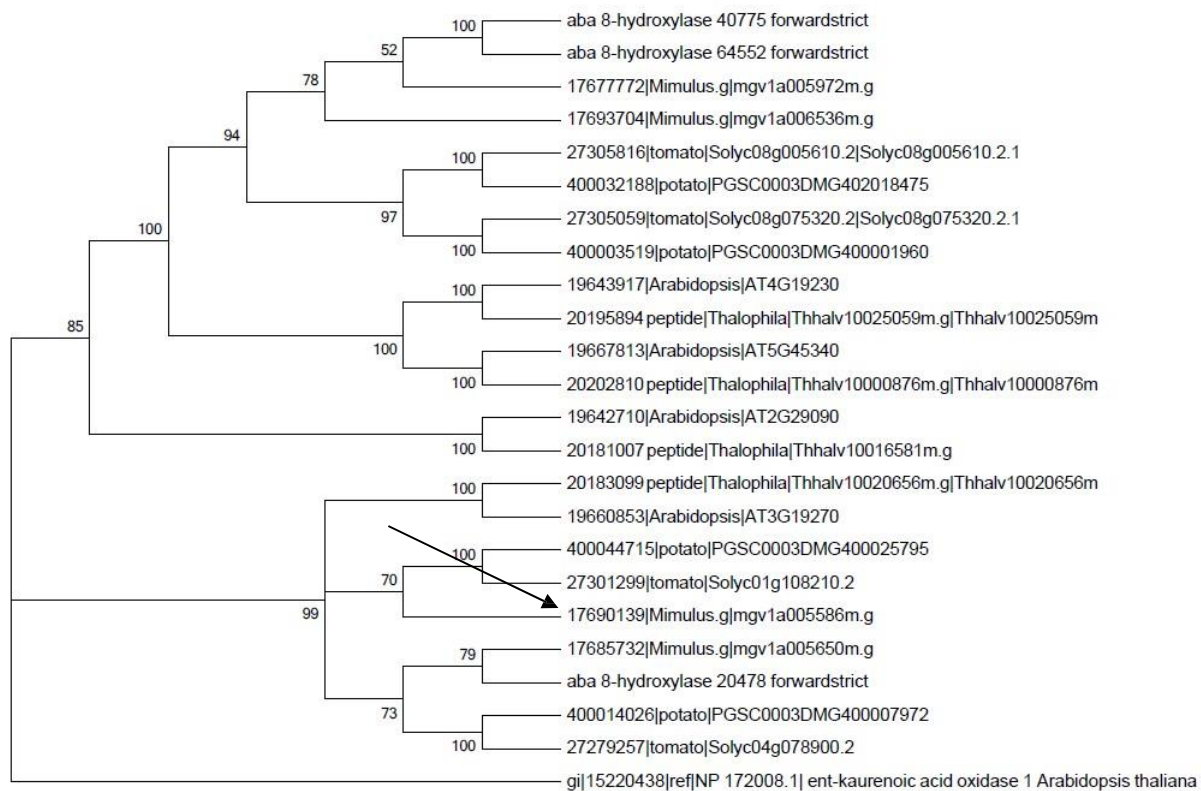 aba 8-hydroxylase 40775 forwardstrict
100
aba 8-hydroxylase 64552 forwardstrict
52
17677772|Mimulus.g|mgv1a005972m.g
78
17693704|Mimulus.g|mgv1a006536m.g
94
27305816|tomato|Solyc08g005610.2|Solyc08g005610.2.1
100
400032188|potato|PGSC0003DMG402018475
97
27305059|tomato|Solyc08g075320.2|Solyc08g075320.2.1
100
400003519|potato|PGSC0003DMG400001960
100
19643917|Arabidopsis|AT4G19230
100
20195894 peptide|Thalophila|Thhalv10025059m.g|Thhalv10025059m
85
100
19667813|Arabidopsis|AT5G45340
100
20202810 peptide|Thalophila|Thhalv10000876m.g|Thhalv10000876m
19642710|Arabidopsis|AT2G29090
100
20181007 peptide|Thalophila|Thhalv10016581m.g
20183099 peptide|Thalophila|Thhalv10020656m.g|Thhalv10020656m
100
19660853|Arabidopsis|AT3G19270
400044715|potato|PGSC0003DMG400025795
100
27301299|tomato|Solyc01g108210.2
70
17690139|Mimulus.g|mgv1a005586m.g
99
17685732|Mimulus.g|mgv1a005650m.g
79
aba 8-hydroxylase 20478 forwardstrict
73
400014026|potato|PGSC0003DMG400007972
100
27279257|tomato|Solyc04g078900.2
gi|15220438|ref|NP 172008.1| ent-kaurenoic acid oxidase 1 Arabidopsis thaliana